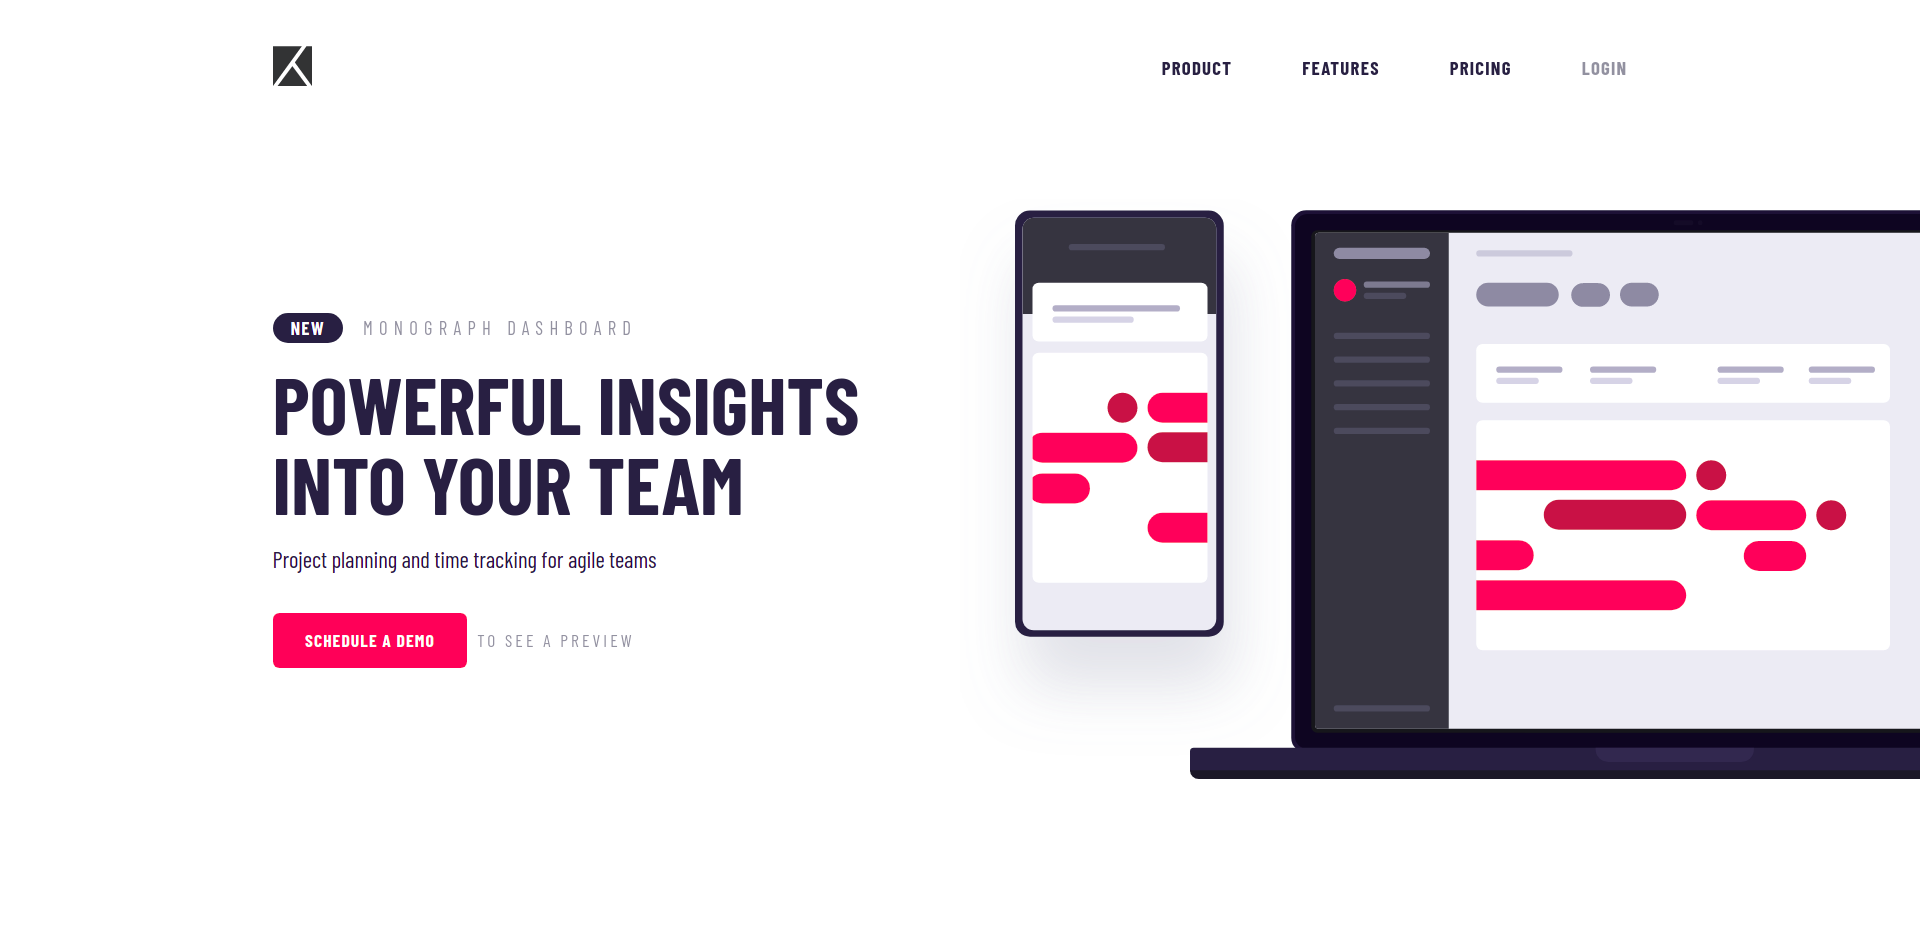 PRODUCT FEATURES PRICING LOGIN
NEW MONOGRAPH DASHBOARD
POWERFUL INSIGHTS
INTO YOUR TEAM
Project planning and time tracking for agile teams
SCHEDULE A DEMO TO SEE A PREVIEW